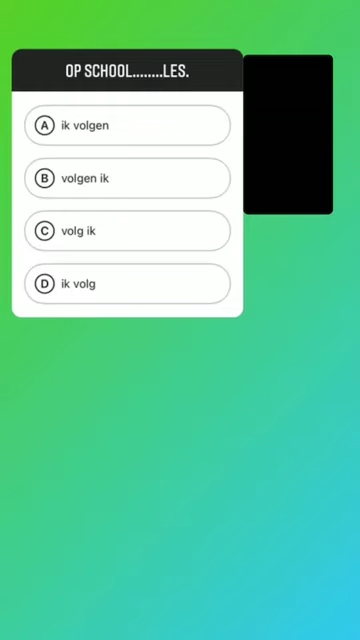 OP SCHOOL........LES.
A ik volgen
B volgen ik
C volg ik
D ik volg